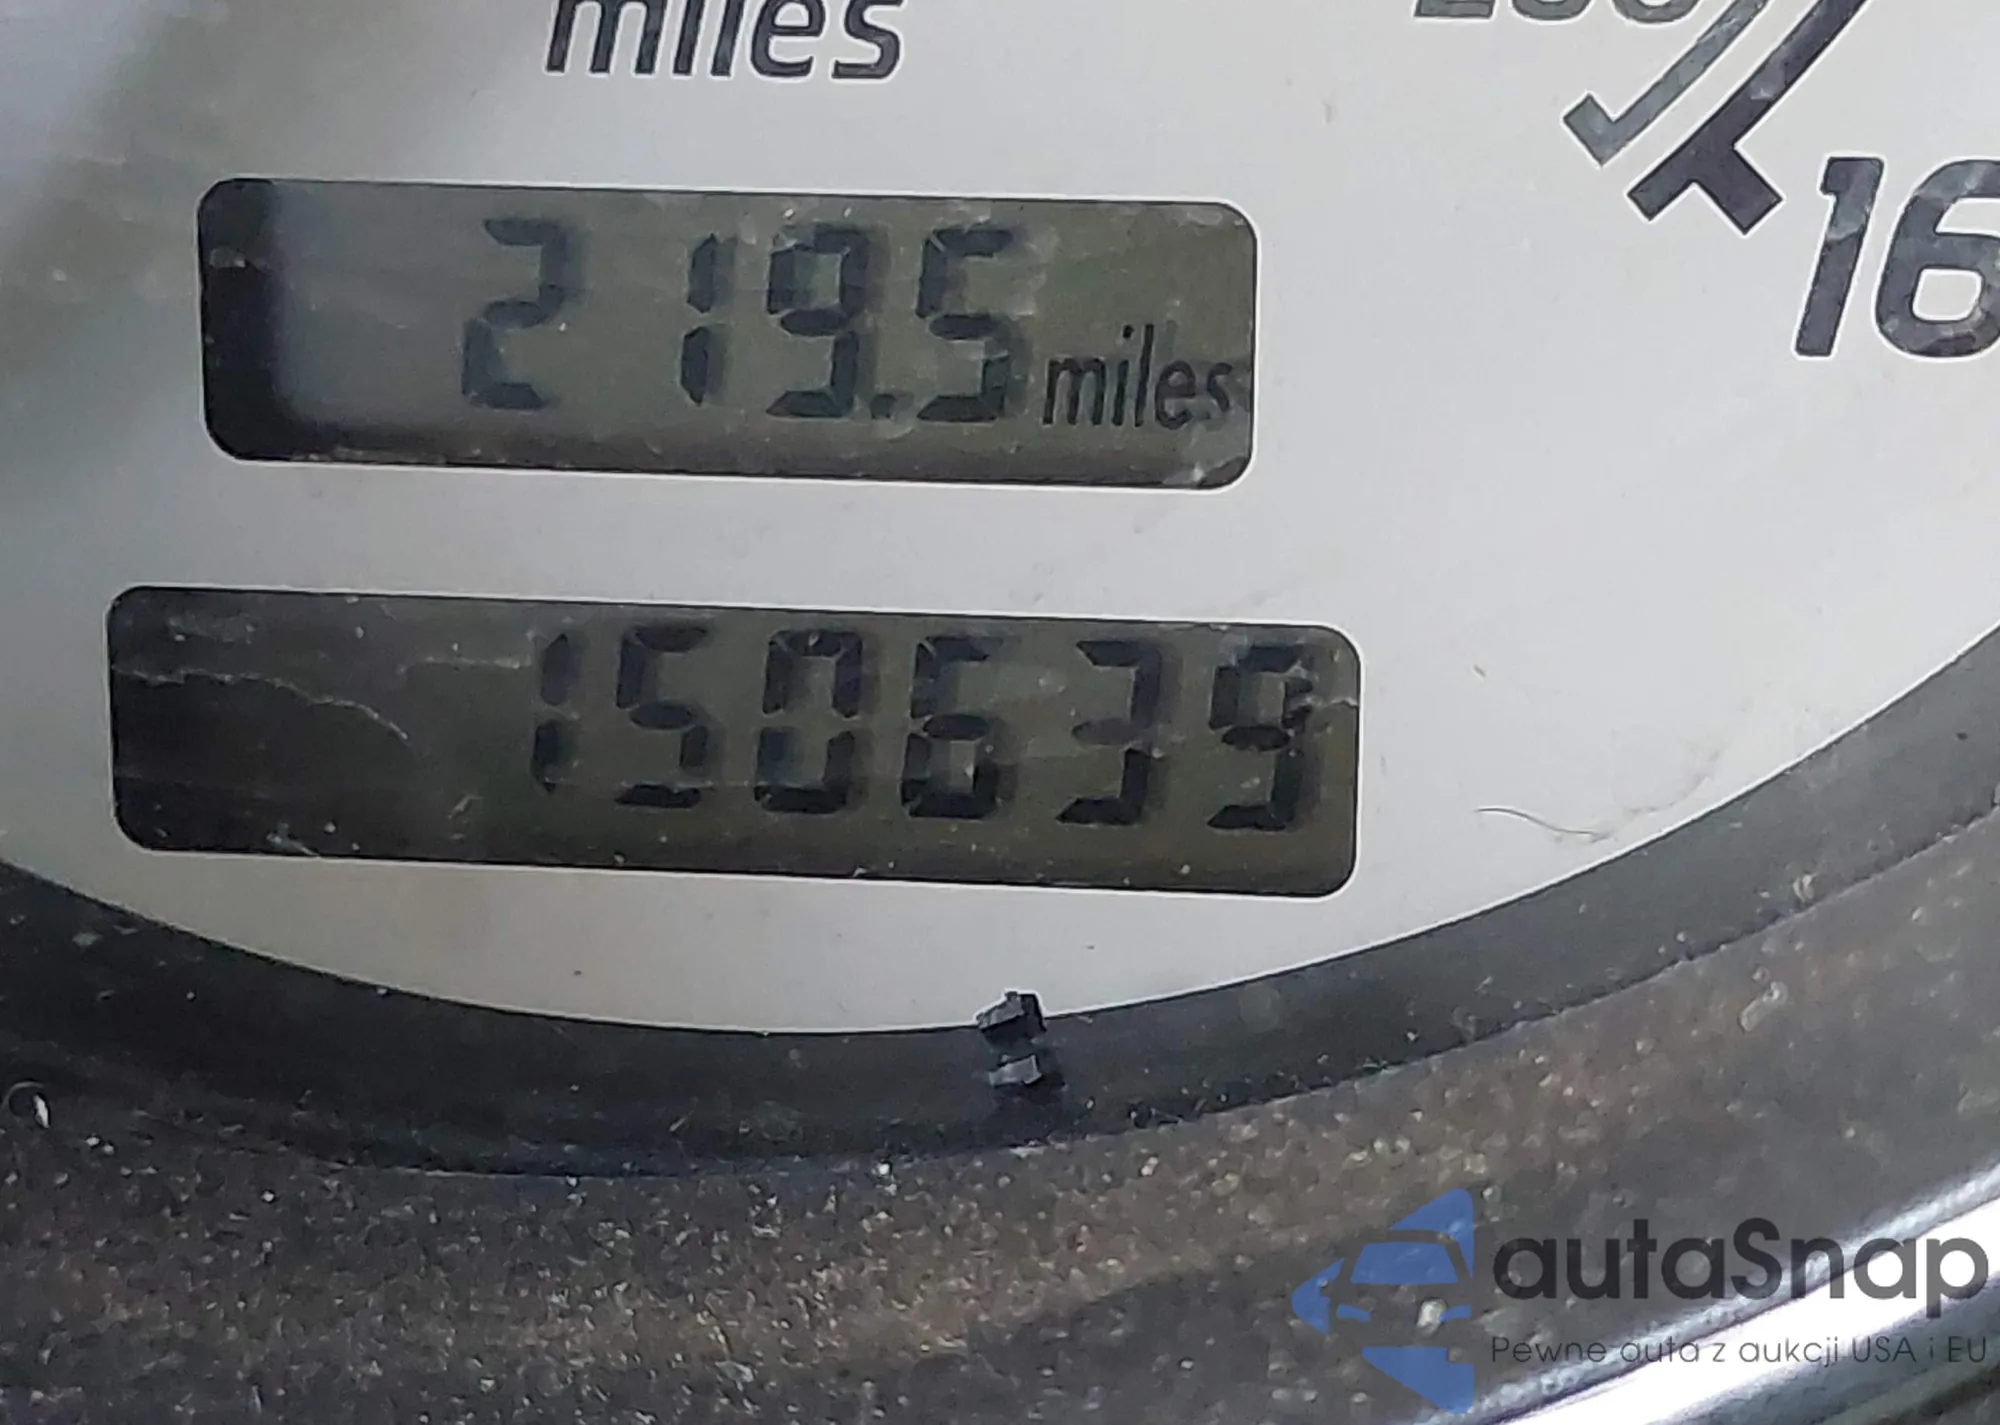 miles
219.5 miles
150639
16
autaSnap
Pewne auta z aukcji USA i EU